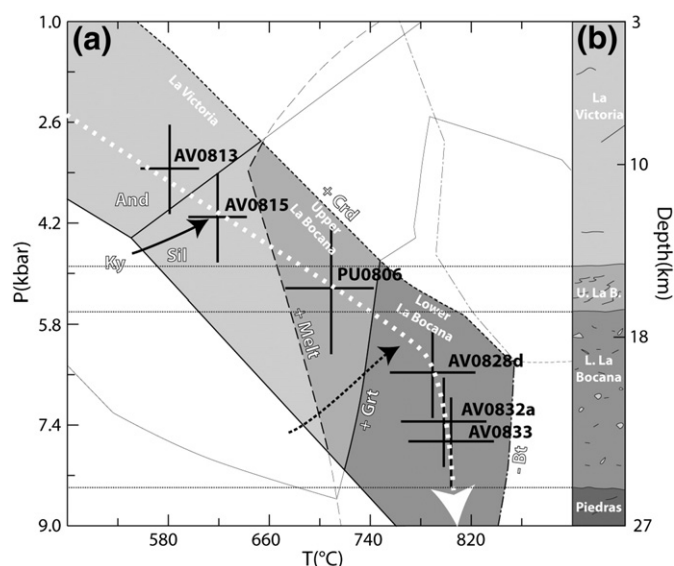 (a)
(b)
1.0
2.6
4.2
5.8
7.4
9.0
P(kbar)
580
660
740
820
T(°C)
3
10
18
27
Depth(km)
La Victoria
AV0813
AV0815
And
Ky
Sil
+ Crd
Upper
La Bocana
PU0806
+ Melt
Lower
La Bocana
AV0828d
AV0832a
AV0833
+ Grt
- Bt
La
Victoria
U. La B.
L. La
Bocana
Piedras